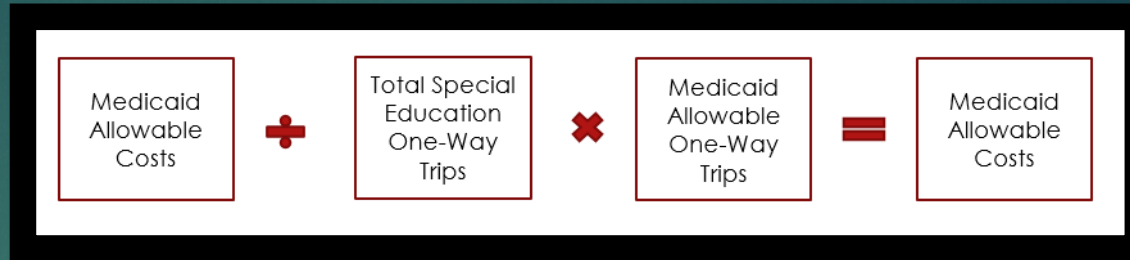 Medicaid
Allowable
Costs
÷
Total Special
Education
One-Way
Trips
✖
Medicaid
Allowable
One-Way
Trips
=
Medicaid
Allowable
Costs